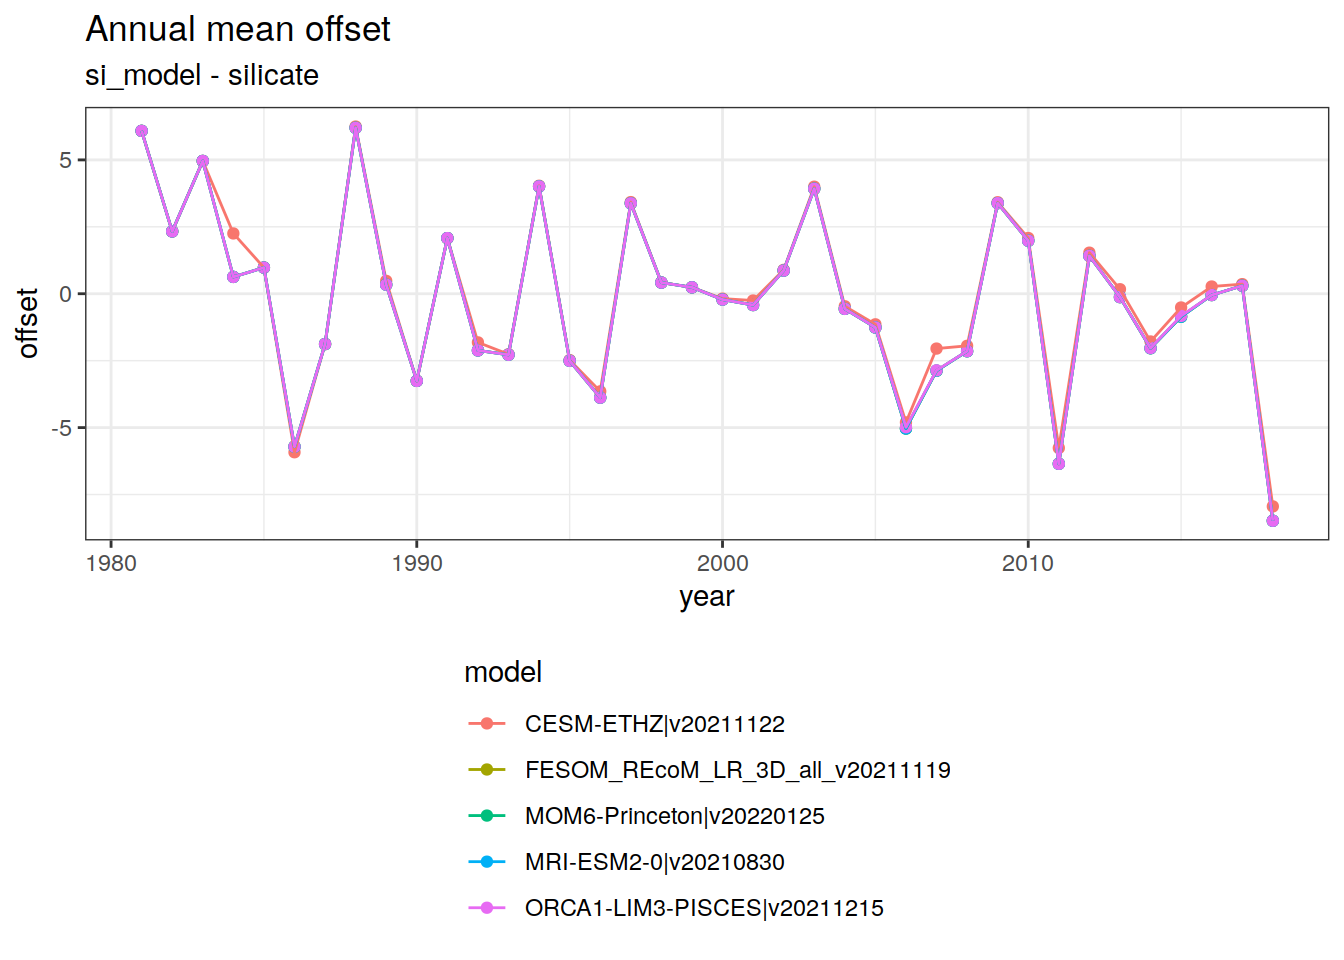 Annual mean offset
si_model - silicate
offset
5
0
-5
1980 1990 2000 2010
year
model
CESM-ETHZ|v20211122
FESOM_REcoM_LR_3D_all_v20211119
MOM6-Princeton|v20220125
MRI-ESM2-0|v20210830
ORCA1-LIM3-PISCES|v20211215